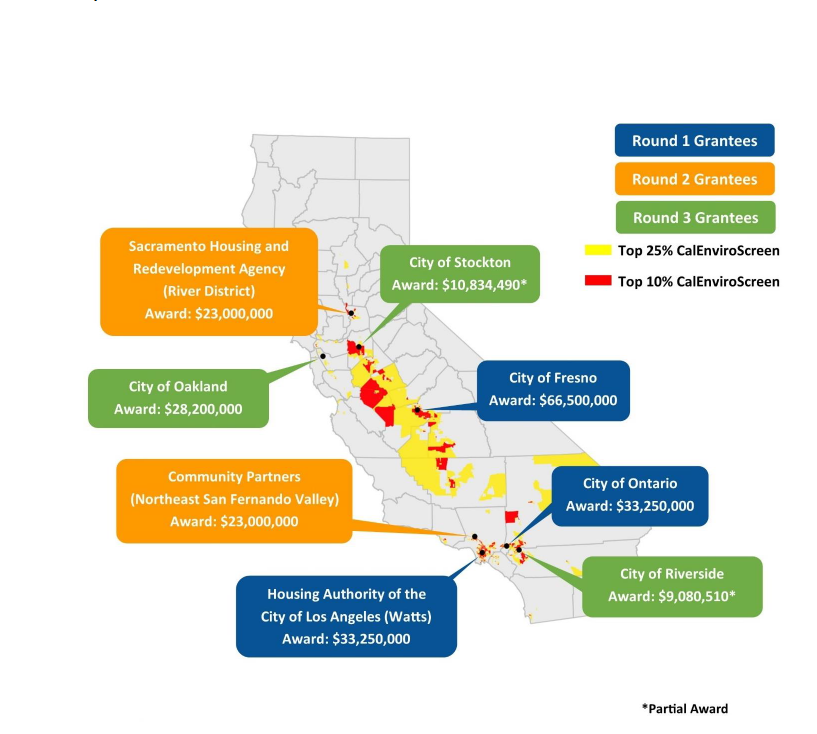 Round 1 Grantees
Round 2 Grantees
Round 3 Grantees
Top 25% CalEnviroScreen
Top 10% CalEnviroScreen
Sacramento Housing and
Redevelopment Agency
(River District)
Award: $23,000,000
City of Stockton
Award: $10,834,490*
City of Oakland
Award: $28,200,000
City of Fresno
Award: $66,500,000
Community Partners
(Northeast San Fernando Valley)
Award: $23,000,000
City of Ontario
Award: $33,250,000
Housing Authority of the
City of Los Angeles (Watts)
Award: $33,250,000
City of Riverside
Award: $9,080,510*
*Partial Award